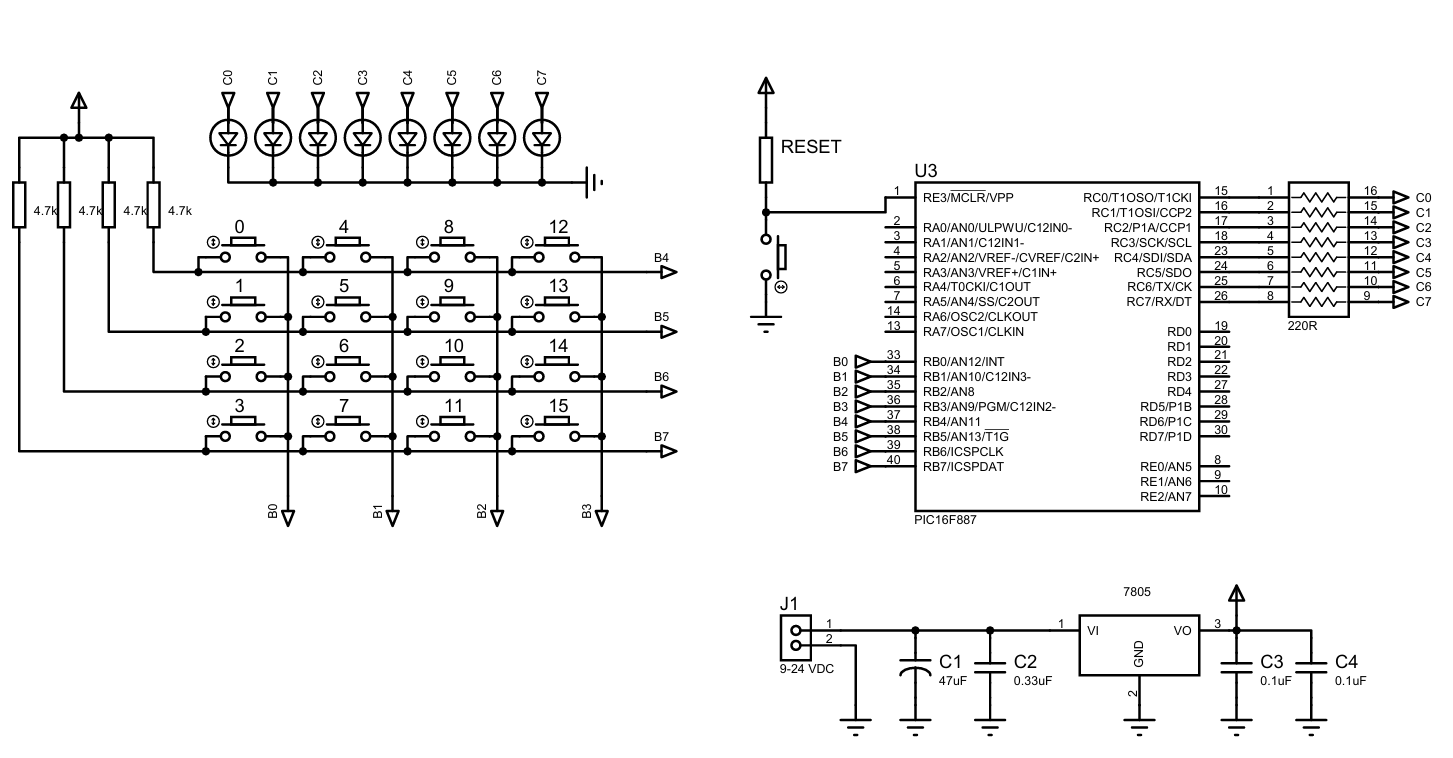 C0 C1 C2 C3 C4 C5 C6 C7
4.7k 4.7k 4.7k 4.7k
0 4 8 12
B4
1 5 9 13
B5
2 6 10 14
B6
3 7 11 15
B7
B0 B1 B2 B3
RESET
U3
1 RE3/MCLR/VPP
2 RA0/AN0/ULPWU/C12IN0-
3 RA1/AN1/C12IN1-
4 RA2/AN2/VREF-/CVREF/C2IN+
5 RA3/AN3/VREF+/C1IN+
6 RA4/T0CKI/C1OUT
7 RA5/AN4/SS/C2OUT
14 RA6/OSC2/CLKOUT
13 RA7/OSC1/CLKIN
B0 33 RB0/AN12/INT
B1 34 RB1/AN10/C12IN3-
B2 35 RB2/AN8
B3 36 RB3/AN9/PGM/C12IN2-
B4 37 RB4/AN11
B5 38 RB5/AN13/T1G
B6 39 RB6/ICSPCLK
B7 40 RB7/ICSPDAT
RC0/T1OSO/T1CKI 15 1 16 C0
RC1/T1OSI/CCP2 16 2 15 C1
RC2/P1A/CCP1 17 3 14 C2
RC3/SCK/SCL 18 4 13 C3
RC4/SDI/SDA 23 5 12 C4
RC5/SDO 24 6 11 C5
RC6/TX/CK 25 7 10 C6
RC7/RX/DT 26 8 9 C7
220R
RD0 19
RD1 20
RD2 21
RD3 22
RD4 27
RD5/P1B 28
RD6/P1C 29
RD7/P1D 30
RE0/AN5 8
RE1/AN6 9
RE2/AN7 10
PIC16F887
J1
1
2
9-24 VDC
C1
47uF
C2
0.33uF
7805
1 VI VO 3
GND
2
C3
0.1uF
C4
0.1uF